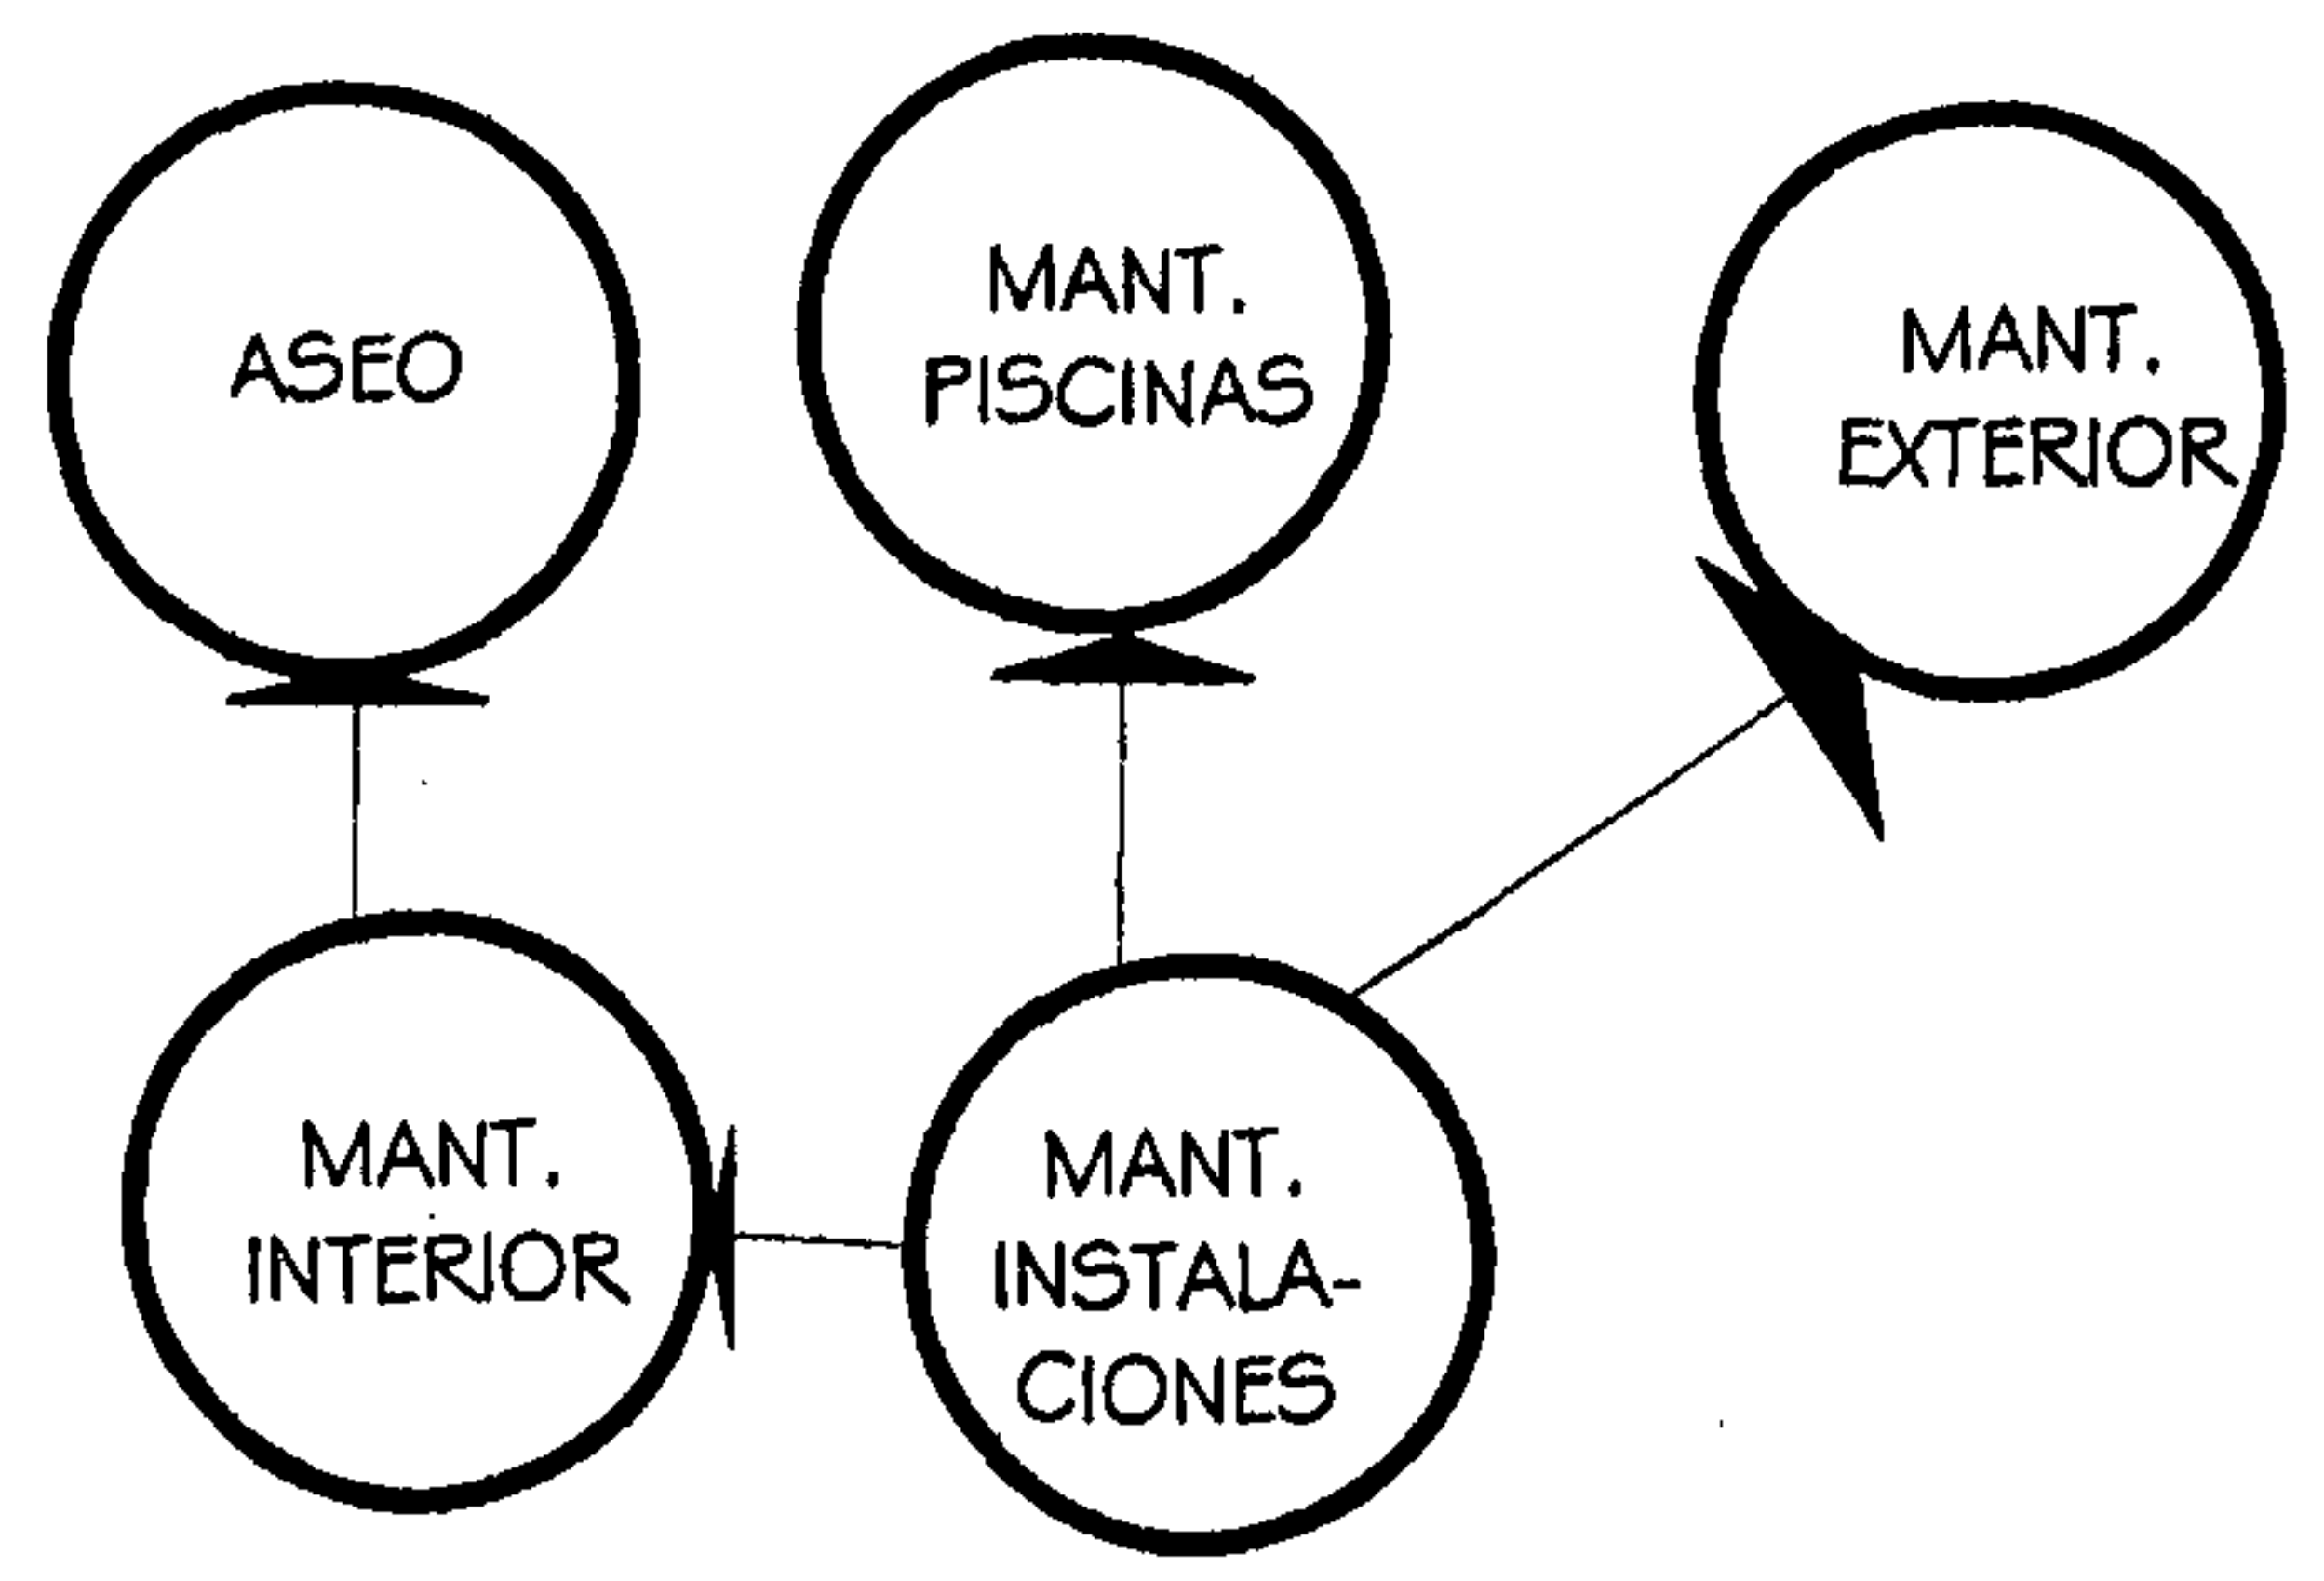 ASEO
MANT.
PISCINAS
MANT.
EXTERIOR
MANT.
INTERIOR
MANT.
INSTALA-
CIONES